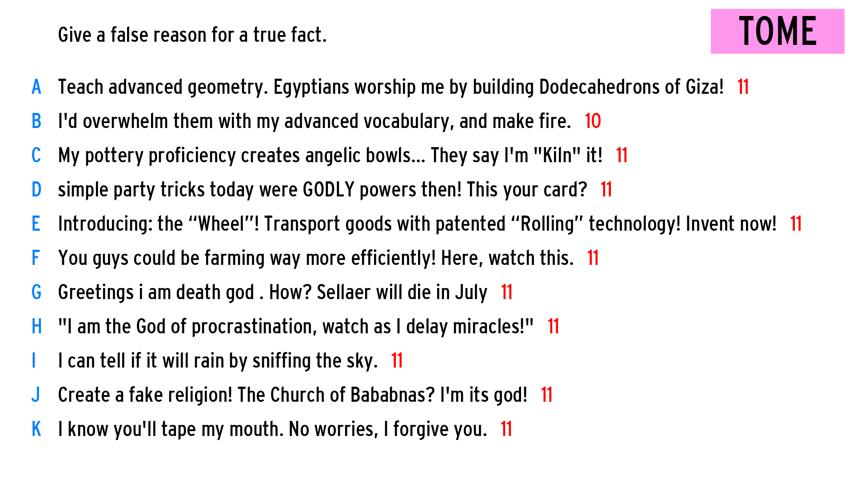 Give a false reason for a true fact.
TOME
A Teach advanced geometry. Egyptians worship me by building Dodecahedrons of Giza! 11
B I'd overwhelm them with my advanced vocabulary, and make fire. 10
C My pottery proficiency creates angelic bowls... They say I'm "Kiln" it! 11
D simple party tricks today were GODLY powers then! This your card? 11
E Introducing: the “Wheel”! Transport goods with patented “Rolling” technology! Invent now! 11
F You guys could be farming way more efficiently! Here, watch this. 11
G Greetings i am death god . How? Sellaer will die in July 11
H "I am the God of procrastination, watch as I delay miracles!" 11
I I can tell if it will rain by sniffing the sky. 11
J Create a fake religion! The Church of Bababnas? I'm its god! 11
K I know you'll tape my mouth. No worries, I forgive you. 11